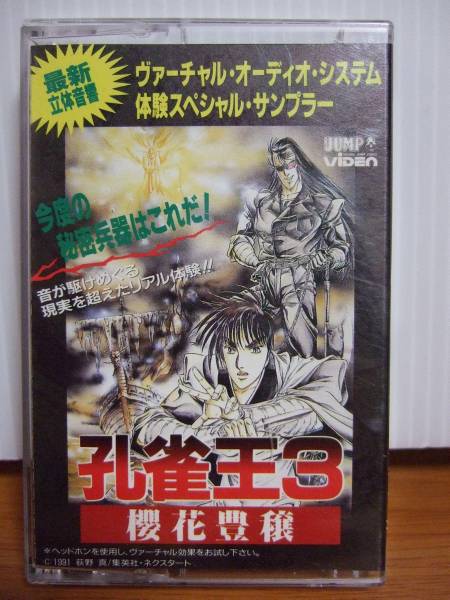 最新
立体音響
ヴァーチャル・オーディオ・システム
体験スペシャル・サンプラー
JUMP
VIDEO
今度の
秘密兵器はこれだ！
音が駆けめぐる
現実を超えたリアル体験!!
孔雀王3
櫻花豊穣
※ヘッドホンを使用し、ヴァーチャル効果をお試し下さい。
C 1991 荻野 真/集英社・ネクスタート